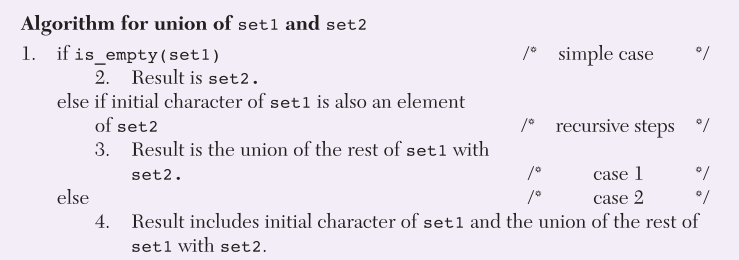 Algorithm for union of set1 and set2
1. if is_empty(set1) /* simple case */
2. Result is set2.
else if initial character of set1 is also an element
of set2 /* recursive steps */
3. Result is the union of the rest of set1 with
set2. /* case 1 */
else /* case 2 */
4. Result includes initial character of set1 and the union of the rest of
set1 with set2.